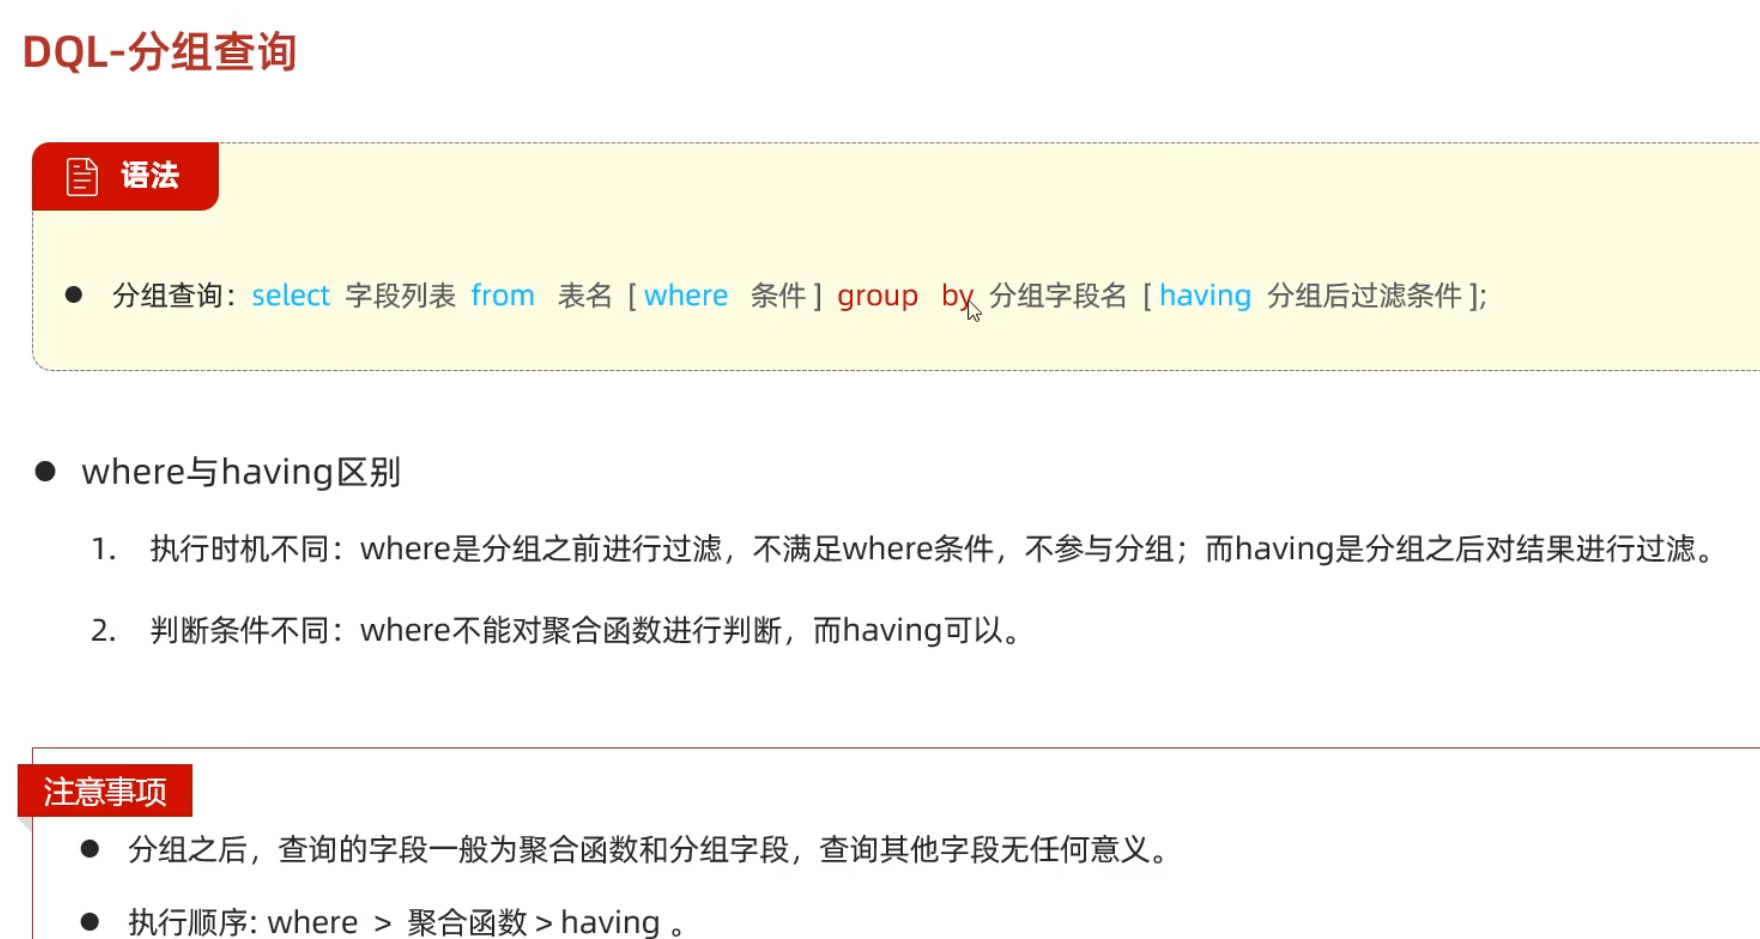 DQL-分组查询
语法
● 分组查询：select 字段列表 from 表名 [ where 条件 ] group by 分组字段名 [ having 分组后过滤条件 ];
● where与having区别
1. 执行时机不同：where是分组之前进行过滤，不满足where条件，不参与分组；而having是分组之后对结果进行过滤。
2. 判断条件不同：where不能对聚合函数进行判断，而having可以。
注意事项
● 分组之后，查询的字段一般为聚合函数和分组字段，查询其他字段无任何意义。
● 执行顺序: where > 聚合函数 > having 。